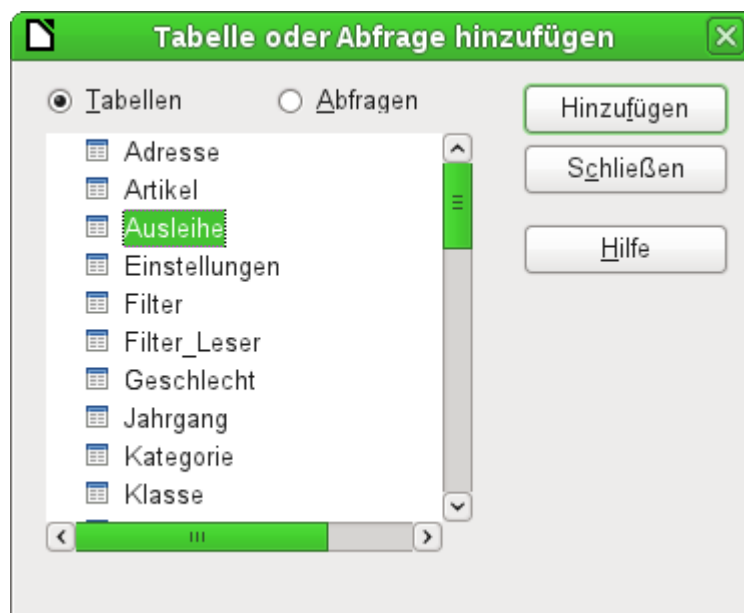 Tabelle oder Abfrage hinzufügen
Tabellen
Abfragen
Hinzufügen
Schließen
Hilfe
Adresse
Artikel
Ausleihe
Einstellungen
Filter
Filter_Leser
Geschlecht
Jahrgang
Kategorie
Klasse